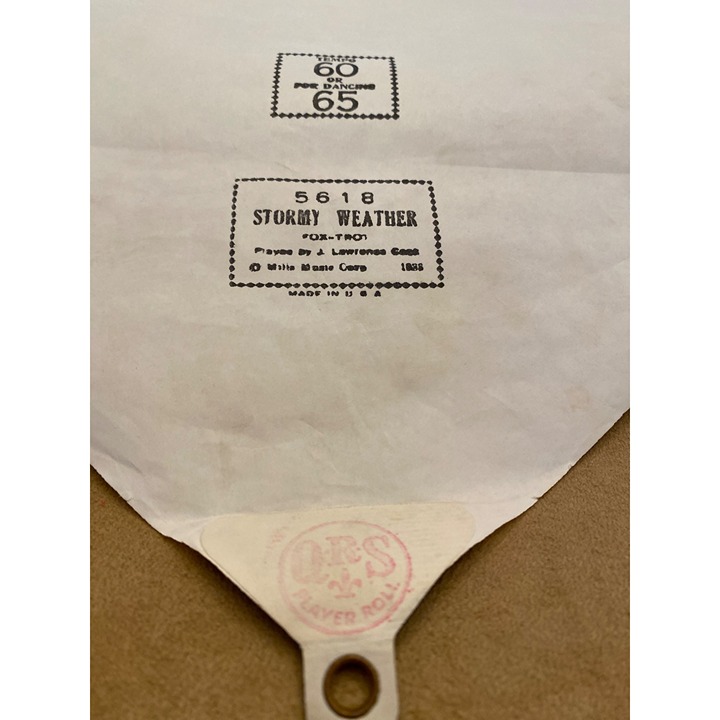 TEMPO
60
OR
FOR DANCING
65
5618
STORMY WEATHER
FOX-TROT
Played by J. Lawrence Cook
© Mills Music Corp
MADE IN U S A
Q·R·S
PLAYER ROLL